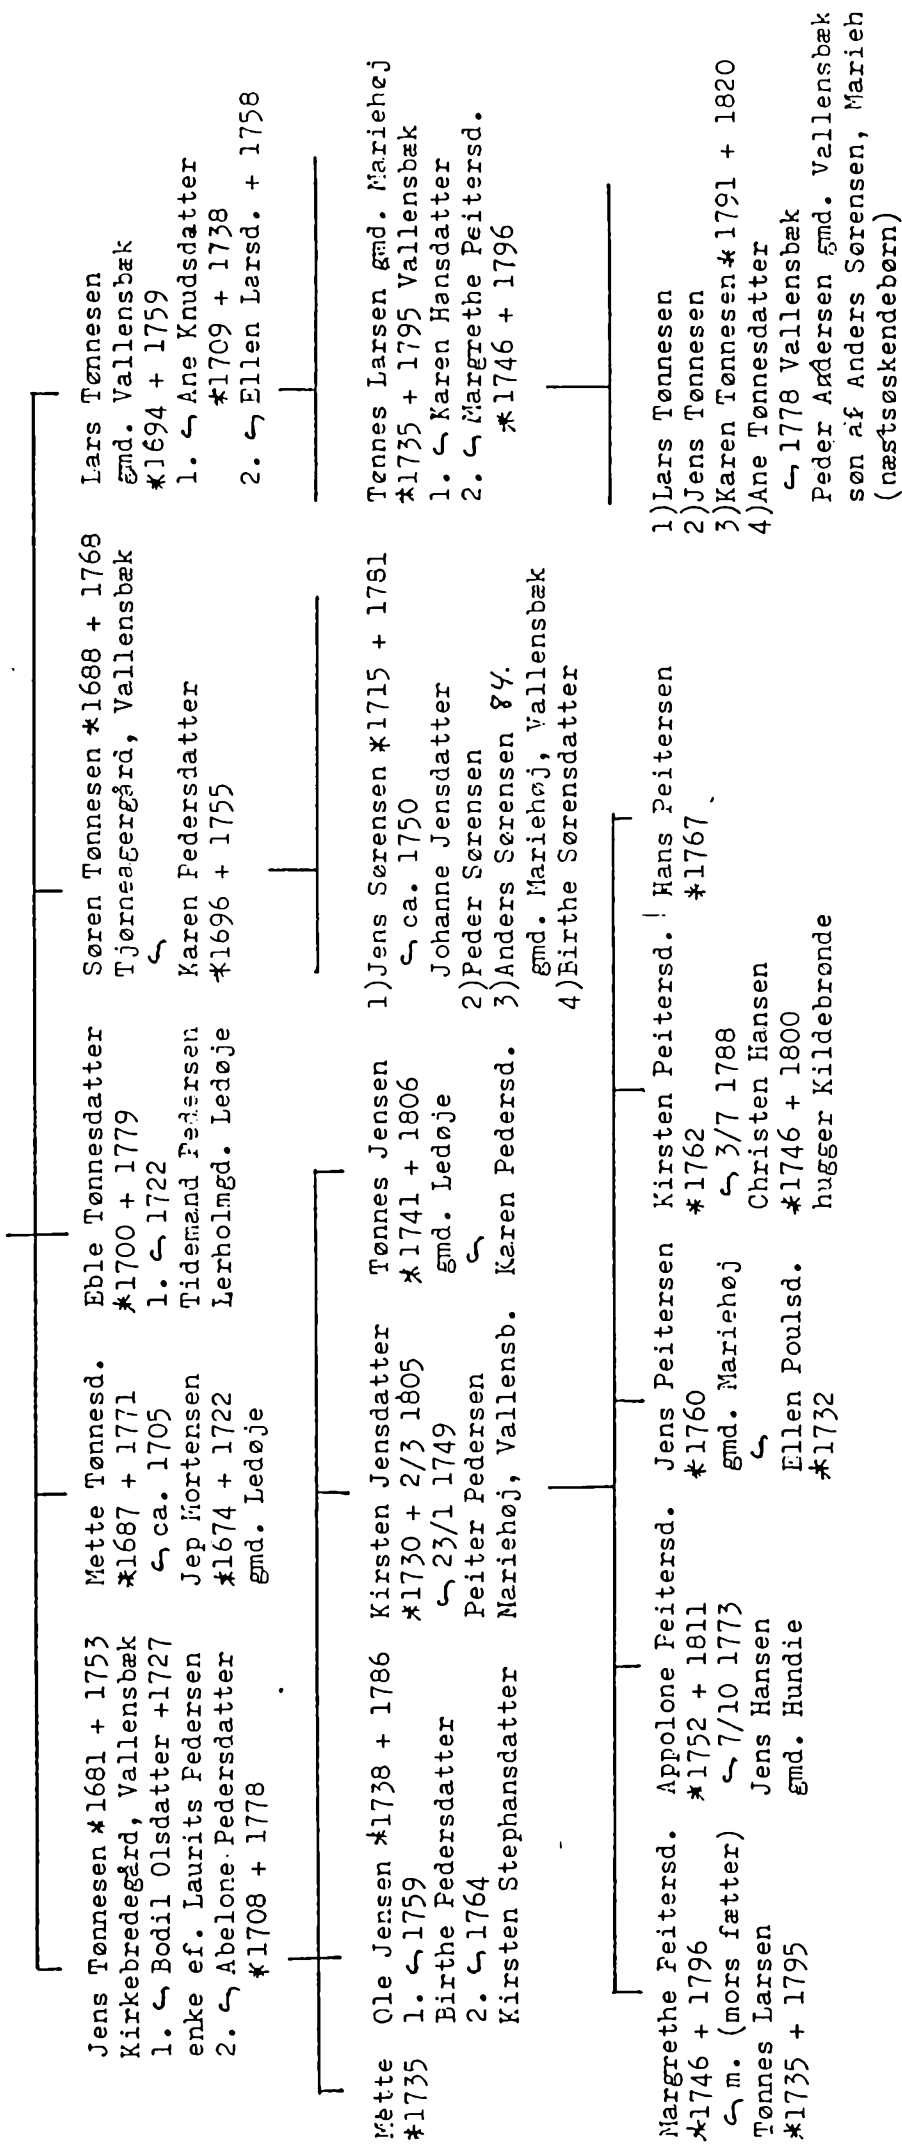 Jens Tønnesen *1681 + 1753
Kirkebredegård, Vallensbæk
1. ⚭ Bodil Olsdatter +1727
enke ef. Laurits Pedersen
2. ⚭ Abelone Pedersdatter
*1708 + 1778
Mette Tønnesd.
*1687 + 1771
⚭ ca. 1705
Jep Mortensen
*1674 + 1722
gmd. Ledøje
Eble Tønnesdatter
*1700 + 1779
1. ⚭ 1722
Tidemand Pedersen
Lerholmgd. Ledøje
Søren Tønnesen *1688 + 1768
Tjørneagergård, Vallensbæk
⚭
Karen Pedersdatter
*1696 + 1755
Lars Tønnesen
gmd. Vallensbæk
*1694 + 1759
1. ⚭ Ane Knudsdatter
*1709 + 1738
2. ⚭ Ellen Larsd. + 1758
Mette
*1735
Ole Jensen *1738 + 1786
1. ⚭ 1759
Birthe Pedersdatter
2. ⚭ 1764
Kirsten Stephansdatter
Kirsten Jensdatter
*1730 + 2/3 1805
⚭ 23/1 1749
Peiter Pedersen
Mariehøj, Vallensb.
Tønnes Jensen
*1741 + 1806
gmd. Ledøje
⚭
Karen Pedersd.
1)Jens Sørensen *1715 + 1781
⚭ ca. 1750
Johanne Jensdatter
2)Peder Sørensen
3)Anders Sørensen 84.
gmd. Mariehøj, Vallensbæk
4)Birthe Sørensdatter
Tønnes Larsen gmd. Mariehøj
*1735 + 1795 Vallensbæk
1. ⚭ Karen Hansdatter
2. ⚭ Margrethe Peitersd.
*1746 + 1796
Margrethe Peitersd.
*1746 + 1796
⚭ m. (mors fætter)
Tønnes Larsen
*1735 + 1795
Appolone Peitersd.
*1752 + 1811
⚭ 7/10 1773
Jens Hansen
gmd. Hundie
Jens Peitersen
*1760
gmd. Mariehøj
⚭
Ellen Poulsd.
*1732
Kirsten Peitersd.
*1762
⚭ 3/7 1788
Christen Hansen
*1746 + 1800
hugger Kildebrønde
! Hans Peitersen
*1767
1)Lars Tønnesen
2)Jens Tønnesen
3)Karen Tønnesen *1791 + 1820
4)Ane Tønnesdatter
⚭ 1778 Vallensbæk
Peder Andersen gmd. Vallensbæk
søn af Anders Sørensen, Marieh
(næstsøskendebørn)